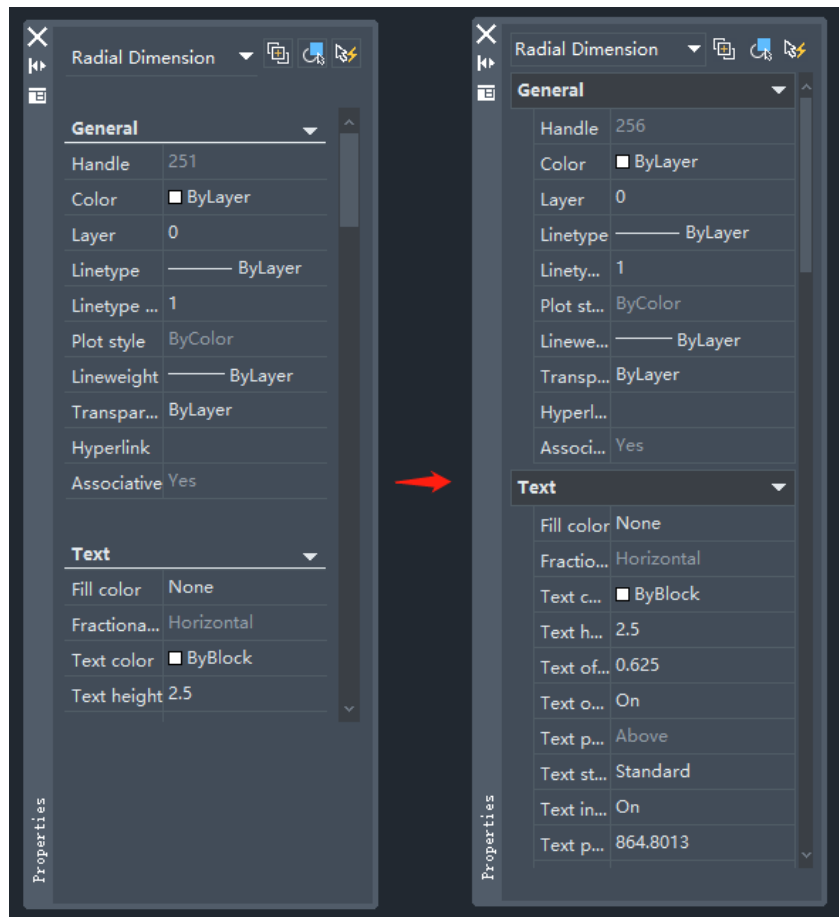 Radial Dimension
General
Handle 251
Color ByLayer
Layer 0
Linetype ByLayer
Linetype ... 1
Plot style ByColor
Lineweight ByLayer
Transpar... ByLayer
Hyperlink
Associative Yes
Text
Fill color None
Fractiona... Horizontal
Text color ByBlock
Text height 2.5
Properties
Radial Dimension
General
Handle 256
Color ByLayer
Layer 0
Linetype ByLayer
Linety... 1
Plot st... ByColor
Linewe... ByLayer
Transp... ByLayer
Hyperl...
Associ... Yes
Text
Fill color None
Fractio... Horizontal
Text c... ByBlock
Text h... 2.5
Text of... 0.625
Text o... On
Text p... Above
Text st... Standard
Text in... On
Text p... 864.8013
Properties